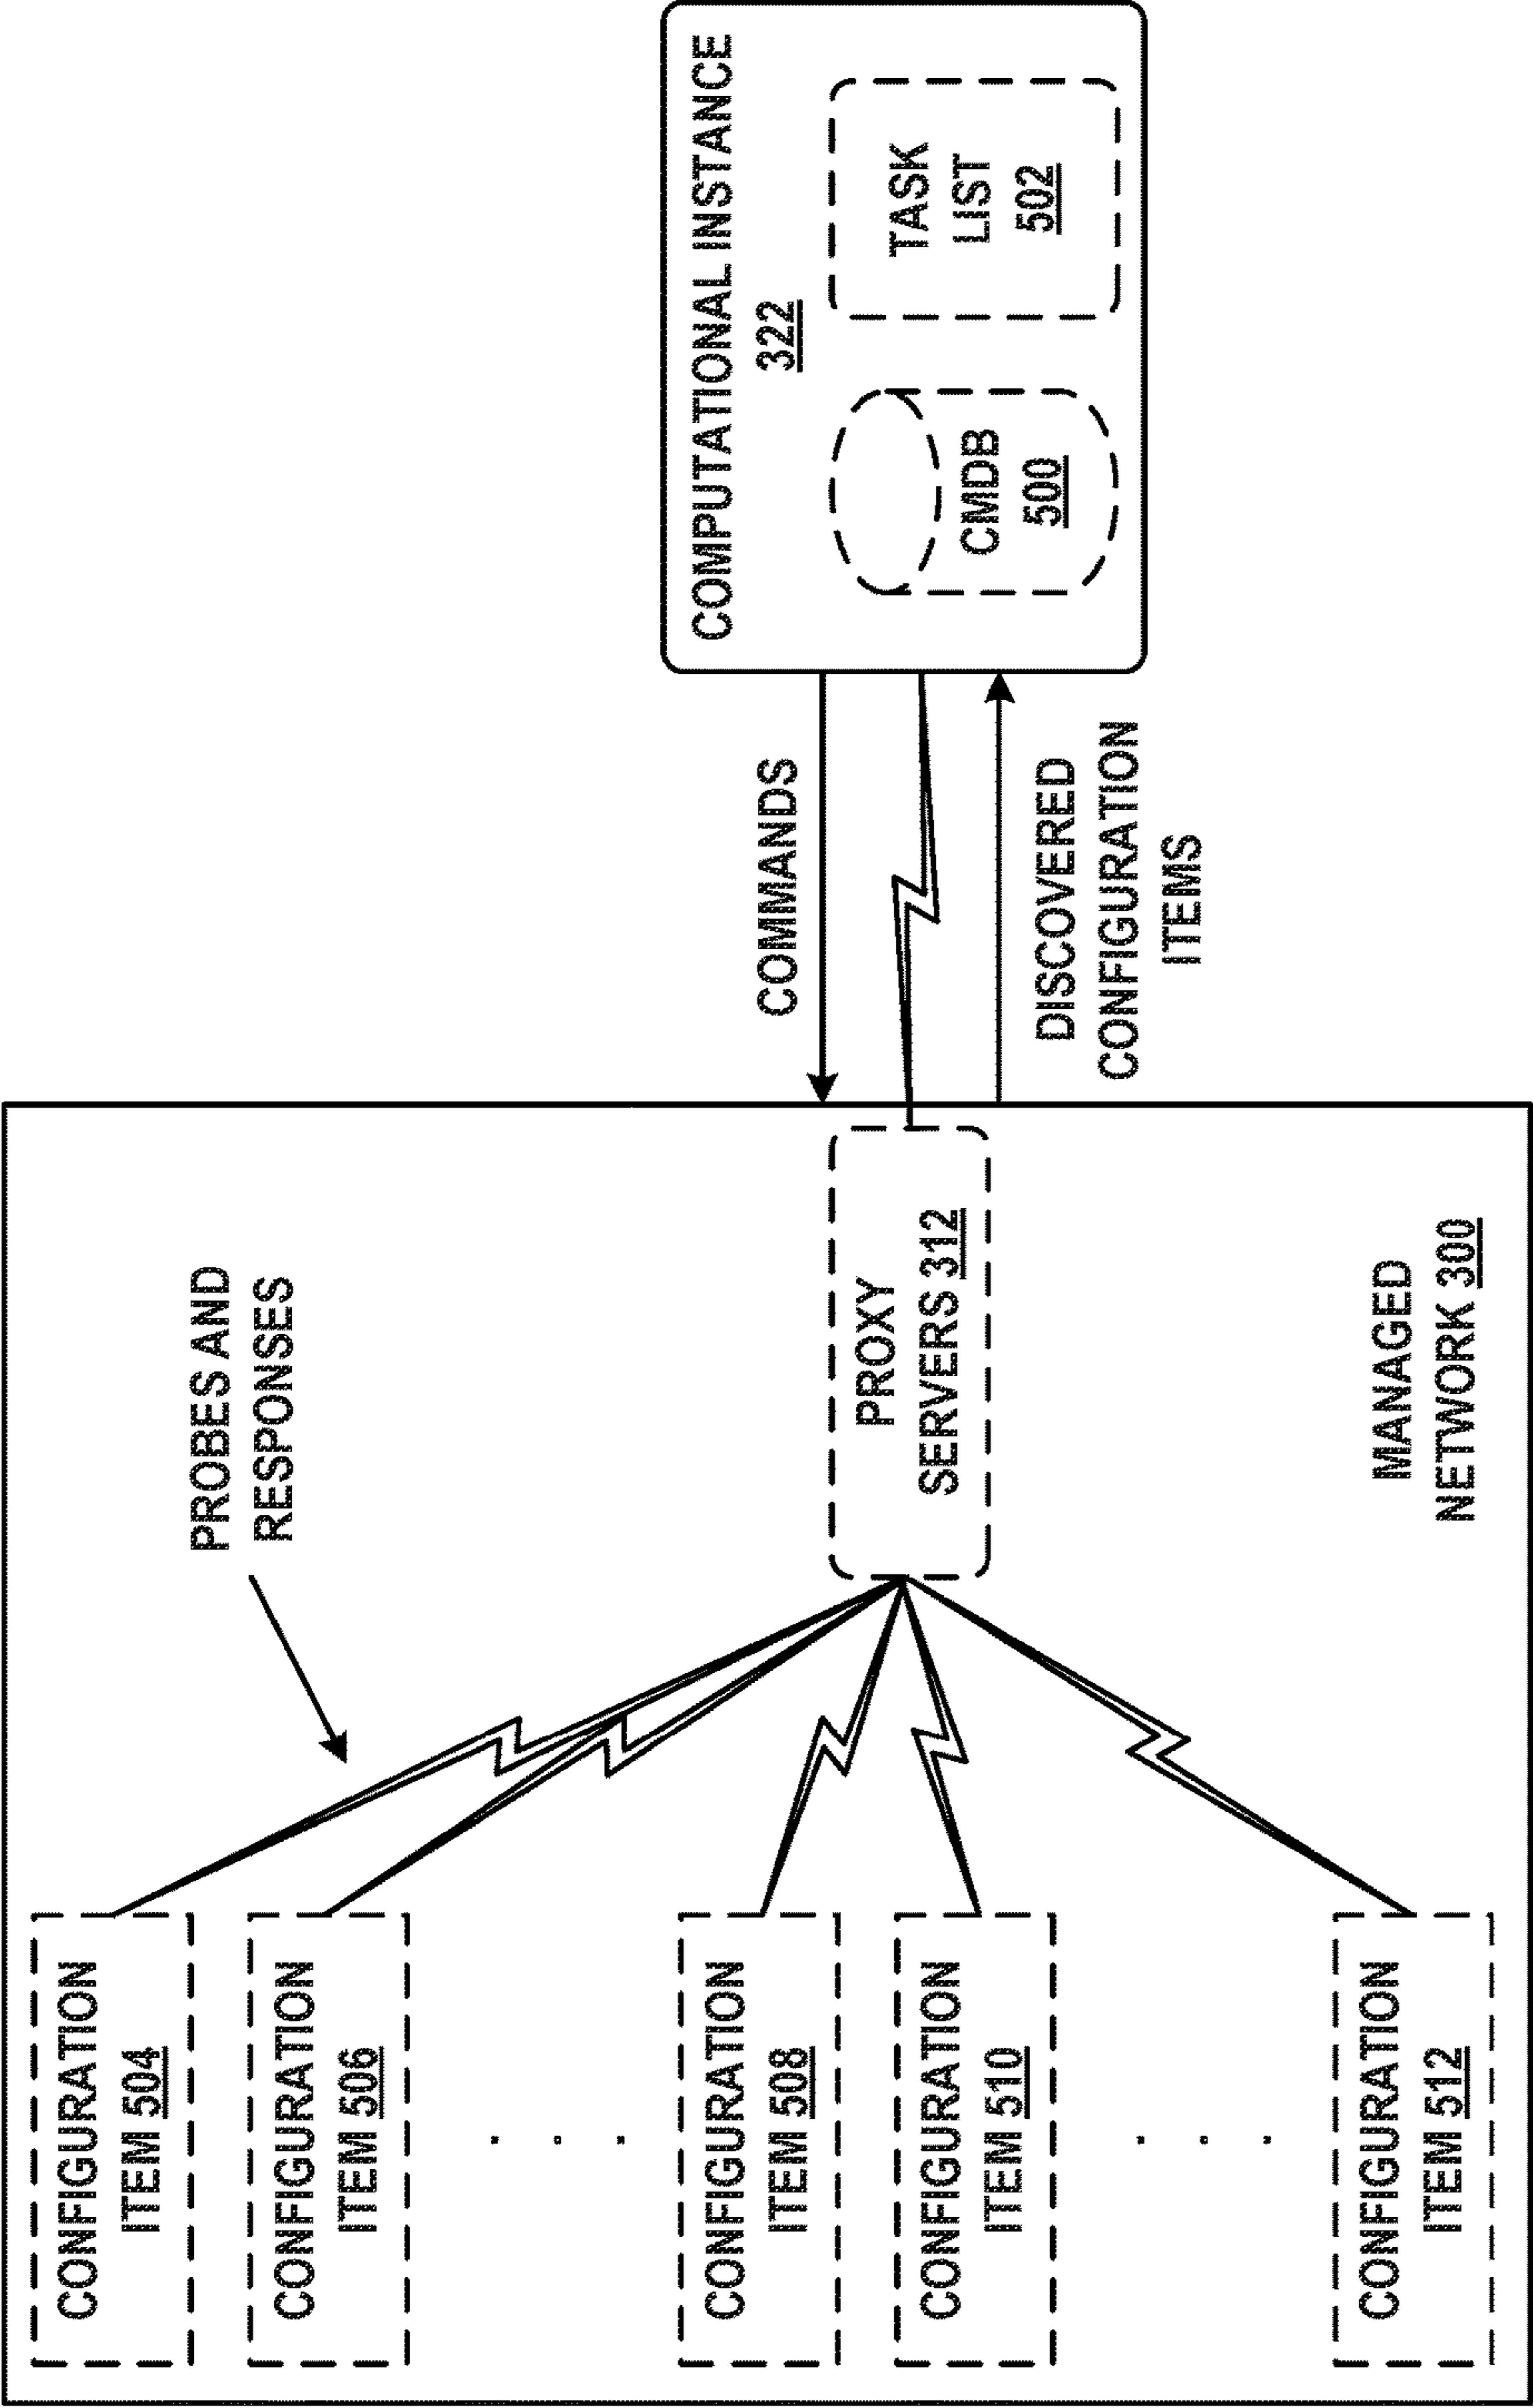 CONFIGURATION
ITEM 504
CONFIGURATION
ITEM 506
CONFIGURATION
ITEM 508
CONFIGURATION
ITEM 510
CONFIGURATION
ITEM 512
PROBES AND
RESPONSES
PROXY
SERVERS 312
MANAGED
NETWORK 300
COMMANDS
DISCOVERED
CONFIGURATION
ITEMS
COMPUTATIONAL INSTANCE
322
CMDB
500
TASK
LIST
502